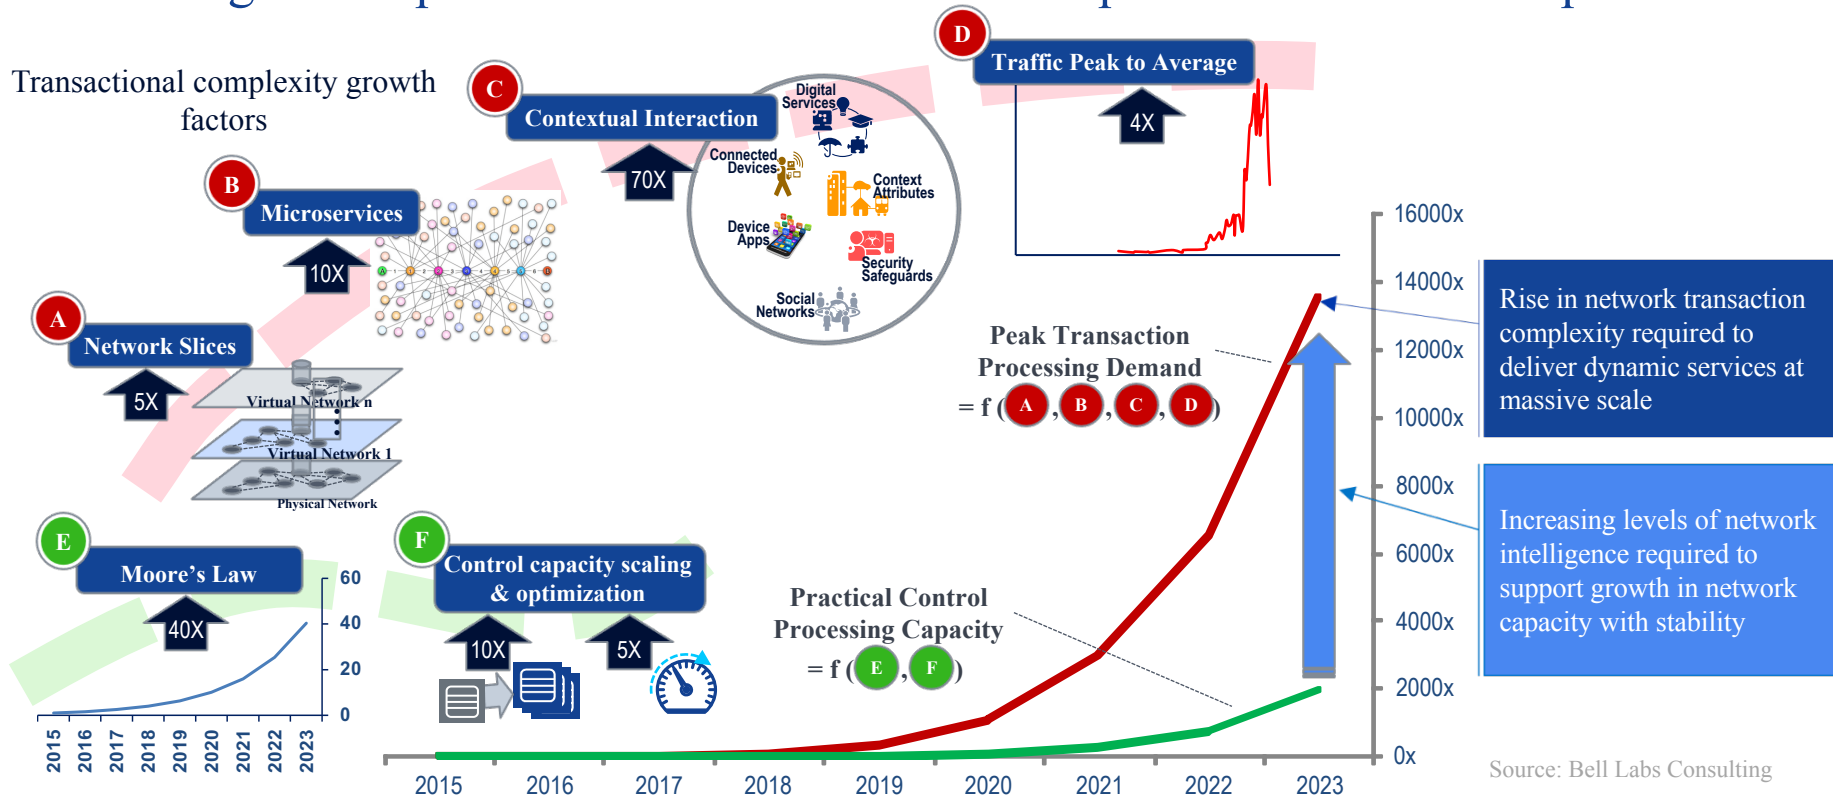 Transactional complexity growth
factors
A
Network Slices
5X
Virtual Network n
Virtual Network 1
Physical Network
B
Microservices
10X
A 1 2 3 4 5 6 B
C
Contextual Interaction
70X
Digital
Services
Connected
Devices
Context
Attributes
Device
Apps
Security
Safeguards
Social
Networks
D
Traffic Peak to Average
4X
E
Moore's Law
40X
60
40
20
0
2015
2016
2017
2018
2019
2020
2021
2022
2023
F
Control capacity scaling
& optimization
10X
5X
Peak Transaction
Processing Demand
= f (A, B, C, D)
Practical Control
Processing Capacity
= f (E, F)
16000x
14000x
12000x
10000x
8000x
6000x
4000x
2000x
0x
2015 2016 2017 2018 2019 2020 2021 2022 2023
Rise in network transaction
complexity required to
deliver dynamic services at
massive scale
Increasing levels of network
intelligence required to
support growth in network
capacity with stability
Source: Bell Labs Consulting